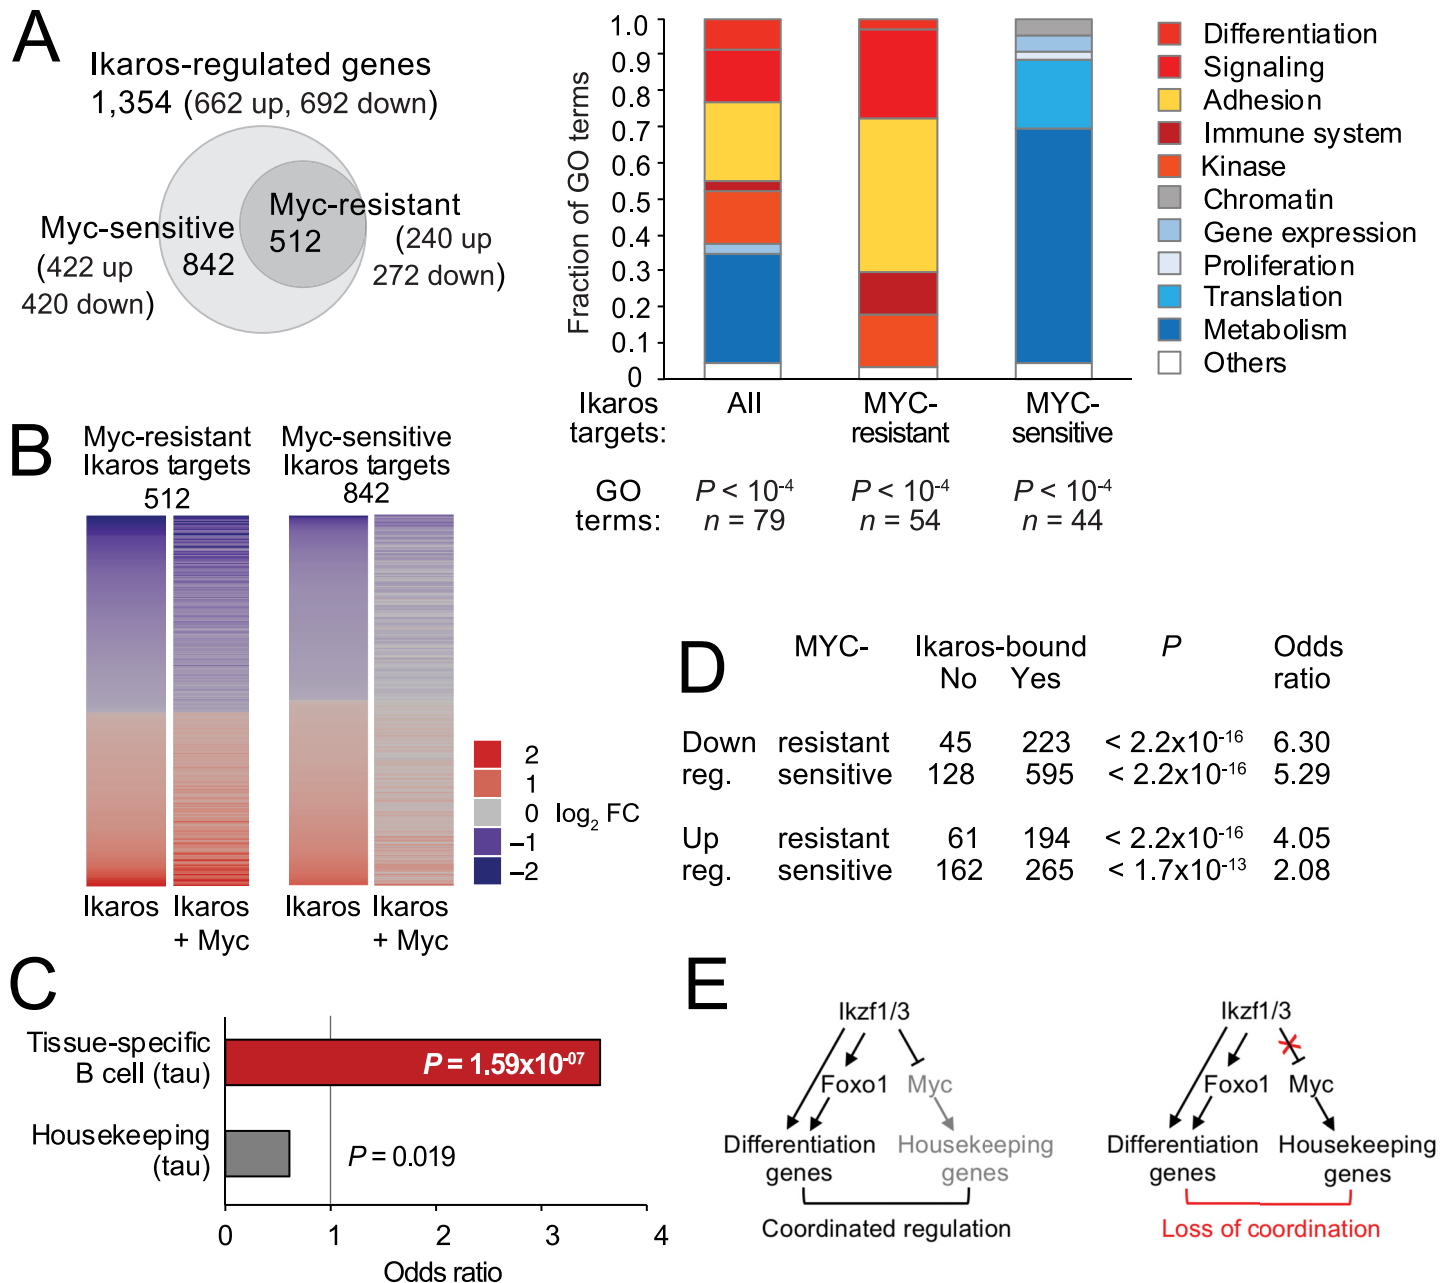 A
Ikaros-regulated genes
1,354 (662 up, 692 down)
Myc-resistant
512
(240 up
272 down)
Myc-sensitive
842
(422 up
420 down)
Fraction of GO terms
1.0
0.9
0.8
0.7
0.6
0.5
0.4
0.3
0.2
0.1
0
Differentiation
Signaling
Adhesion
Immune system
Kinase
Chromatin
Gene expression
Proliferation
Translation
Metabolism
Others
Ikaros targets:
All
MYC-resistant
MYC-sensitive
GO terms:
P < 10⁻⁴
n = 79
P < 10⁻⁴
n = 54
P < 10⁻⁴
n = 44
B
Myc-resistant
Ikaros targets
512
Myc-sensitive
Ikaros targets
842
Ikaros
Ikaros
+ Myc
Ikaros
Ikaros
+ Myc
2
1
0
−1
−2
log₂ FC
C
Tissue-specific
B cell (tau)
P = 1.59x10⁻⁰⁷
Housekeeping
(tau)
P = 0.019
0 1 2 3 4
Odds ratio
D
MYC- Ikaros-bound P Odds
No Yes ratio
Down resistant 45 223 < 2.2x10⁻¹⁶ 6.30
reg. sensitive 128 595 < 2.2x10⁻¹⁶ 5.29
Up resistant 61 194 < 2.2x10⁻¹⁶ 4.05
reg. sensitive 162 265 < 1.7x10⁻¹³ 2.08
E
Ikzf1/3
Foxo1 Myc
Differentiation
genes
Housekeeping
genes
Coordinated regulation
Ikzf1/3
Foxo1 Myc
Differentiation
genes
Housekeeping
genes
Loss of coordination